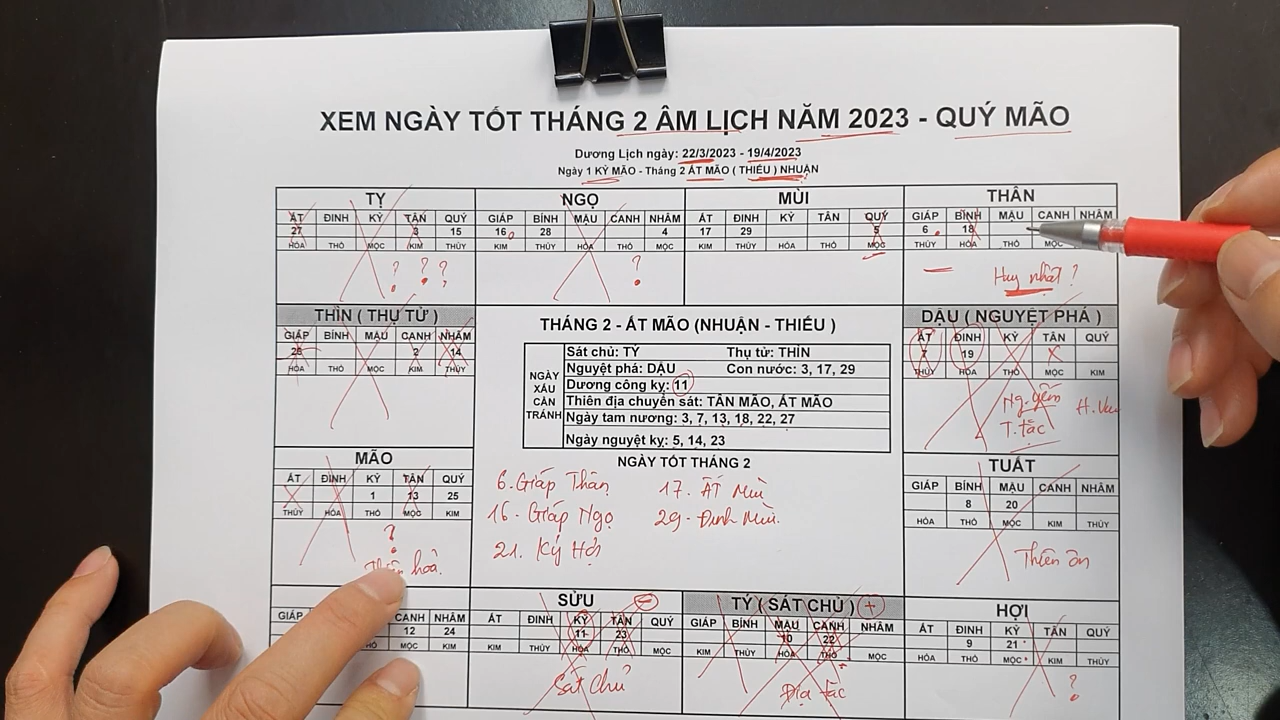 XEM NGÀY TỐT THÁNG 2 ÂM LỊCH NĂM 2023 - QUÝ MÃO
Dương Lịch ngày: 22/3/2023 - 19/4/2023
Ngày 1 KỶ MÃO - Tháng 2 ẤT MÃO ( THIẾU ) NHUẬN
TỴ
ẤT ĐINH KỶ TÂN QUÝ
27 3 15
HỎA THỔ MỘC KIM THỦY
? ? ?
NGỌ
GIÁP BÍNH MẬU CANH NHÂM
16 28 4
KIM THỦY HỎA THỔ MỘC
?
MÙI
ẤT ĐINH KỶ TÂN QUÝ
17 29 5
KIM THỦY HỎA THỔ MỘC
THÂN
GIÁP BÍNH MẬU CANH NHÂM
6 18
THỦY HỎA THỔ MỘC
Huy nhật ?
THÌN ( THỤ TỬ )
GIÁP BÍNH MẬU CANH NHÂM
26 2 14
HỎA THỔ MỘC KIM THỦY
THÁNG 2 - ẤT MÃO (NHUẬN - THIẾU )
NGÀY XẤU CẦN TRÁNH
Sát chủ: TÝ Thụ tử: THÌN
Nguyệt phá: DẬU Con nước: 3, 17, 29
Dương công kỵ: 11
Thiên địa chuyển sát: TÂN MÃO, ẤT MÃO
Ngày tam nương: 3, 7, 13, 18, 22, 27
Ngày nguyệt kỵ: 5, 14, 23
DẬU ( NGUYỆT PHÁ )
ẤT ĐINH KỶ TÂN QUÝ
7 19
THỦY HỎA THỔ MỘC KIM
Ng. yếm
T. tặc
MÃO
ẤT ĐINH KỶ TÂN QUÝ
1 13 25
THỦY HỎA THỔ MỘC KIM
?
hoả
NGÀY TỐT THÁNG 2
6. Giáp Thân 17. ẤT Mùi
16. Giáp Ngọ 29. Đinh Mùi.
21. Kỷ Hợi
TUẤT
GIÁP BÍNH MẬU CANH NHÂM
8 20
HỎA THỔ MỘC KIM THỦY
Thiên ôn
GIÁP CANH NHÂM
12 24
MỘC KIM
SỬU
ẤT ĐINH KỶ TÂN QUÝ
11 23
KIM THỦY HỎA THỔ MỘC
Sát Chủ
TÝ ( SÁT CHỦ ) +
GIÁP BÍNH MẬU CANH NHÂM
10 22
KIM THỦY HỎA THỔ MỘC
Địa tặc
HỢI
ẤT ĐINH KỶ TÂN QUÝ
9 21
HỎA THỔ MỘC KIM THỦY
?